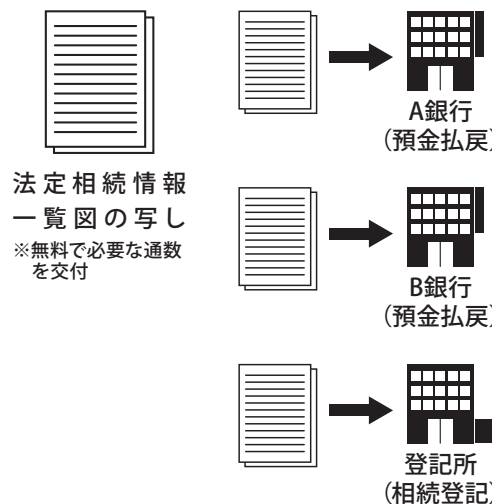 法定相続情報
一覧図の写し
※無料で必要な通数
を交付
A銀行
(預金払戻)
B銀行
(預金払戻)
登記所
(相続登記)